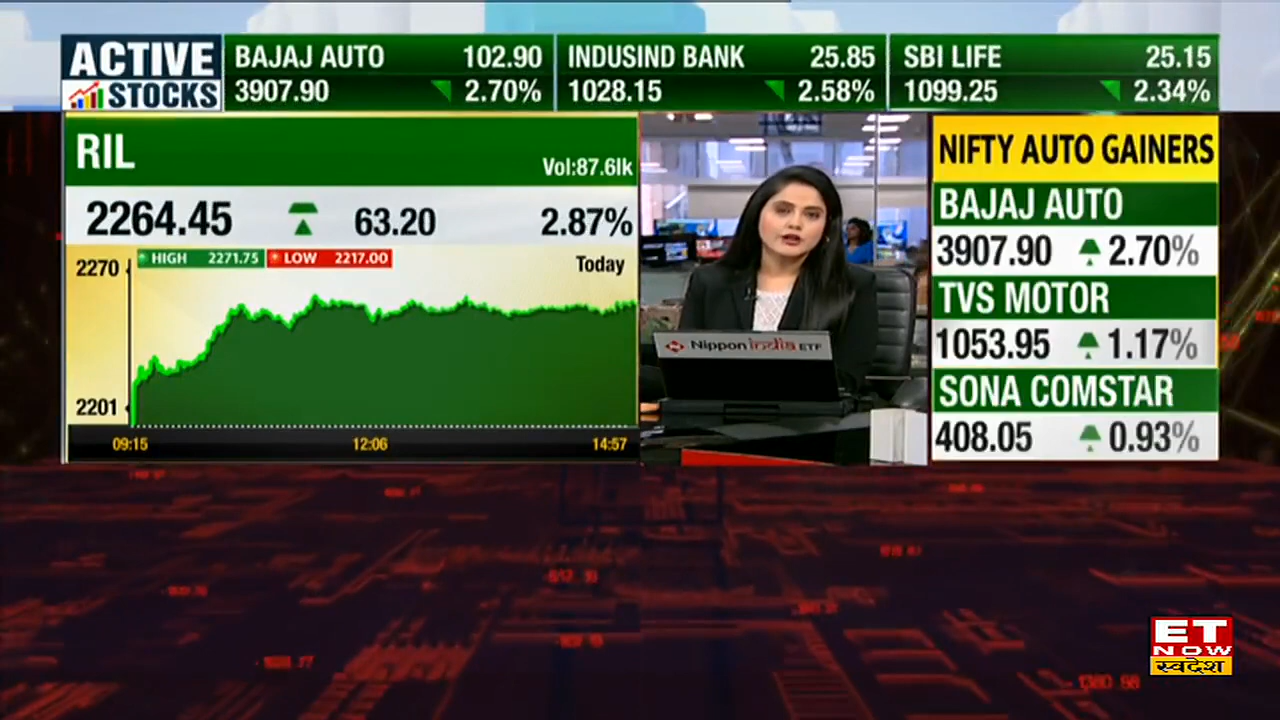 ACTIVE
STOCKS
BAJAJ AUTO 102.90
3907.90 2.70%
INDUSIND BANK 25.85
1028.15 2.58%
SBI LIFE 25.15
1099.25 2.34%
RIL
Vol:87.6lk
2264.45 63.20 2.87%
HIGH 2271.75 LOW 2217.00
Today
2270
2201
09:15 12:06 14:57
Nippon india ETF
NIFTY AUTO GAINERS
BAJAJ AUTO
3907.90 2.70%
TVS MOTOR
1053.95 1.17%
SONA COMSTAR
408.05 0.93%
ET
NOW
स्वदेश